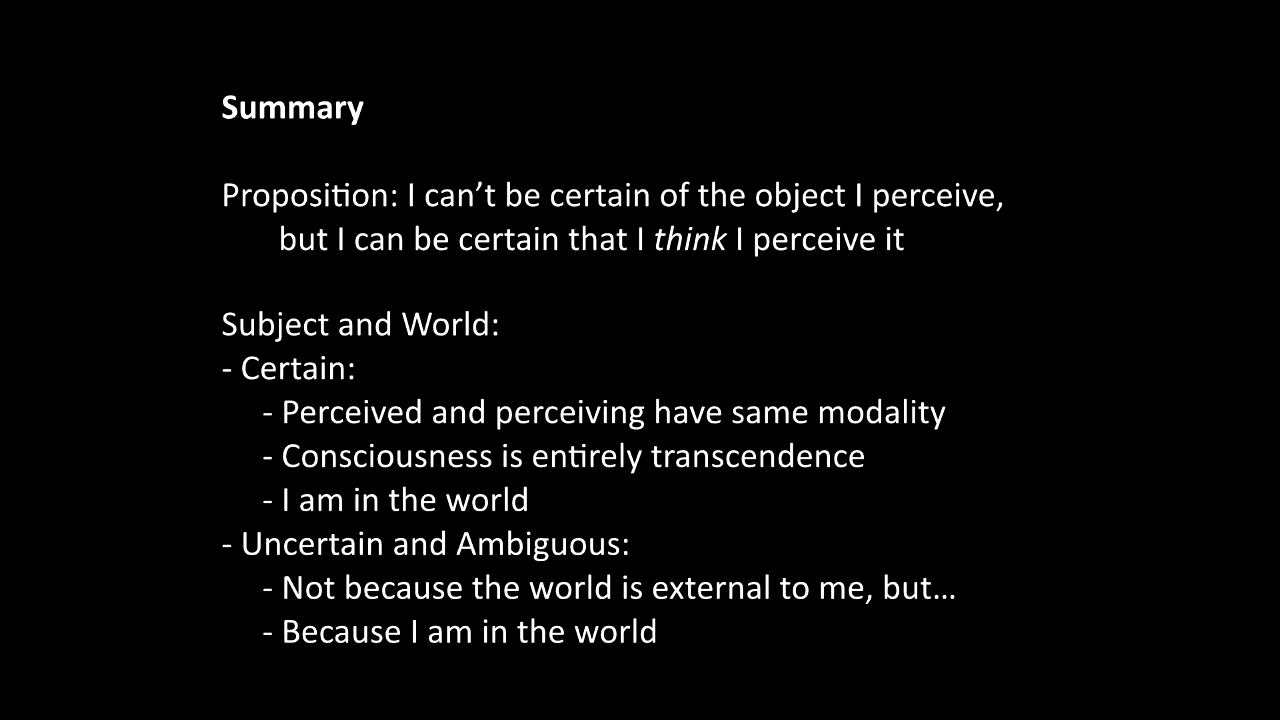 Summary
Proposition: I can’t be certain of the object I perceive,
but I can be certain that I think I perceive it
Subject and World:
- Certain:
- Perceived and perceiving have same modality
- Consciousness is entirely transcendence
- I am in the world
- Uncertain and Ambiguous:
- Not because the world is external to me, but…
- Because I am in the world